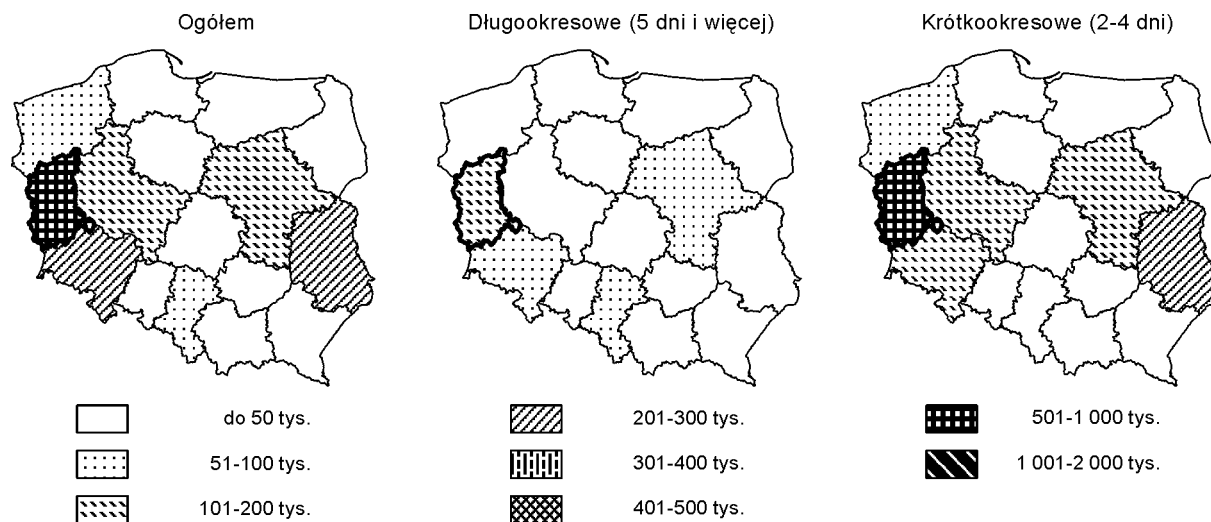 Ogółem
Długookresowe (5 dni i więcej)
Krótkookresowe (2-4 dni)
do 50 tys.
201-300 tys.
501-1 000 tys.
51-100 tys.
301-400 tys.
1 001-2 000 tys.
101-200 tys.
401-500 tys.